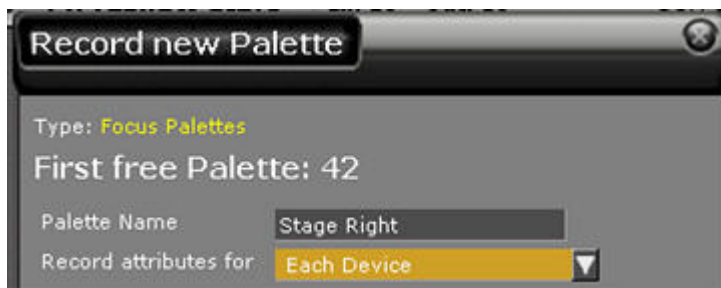 Record new Palette
Type: Focus Palettes
First free Palette: 42
Palette Name Stage Right
Record attributes for Each Device